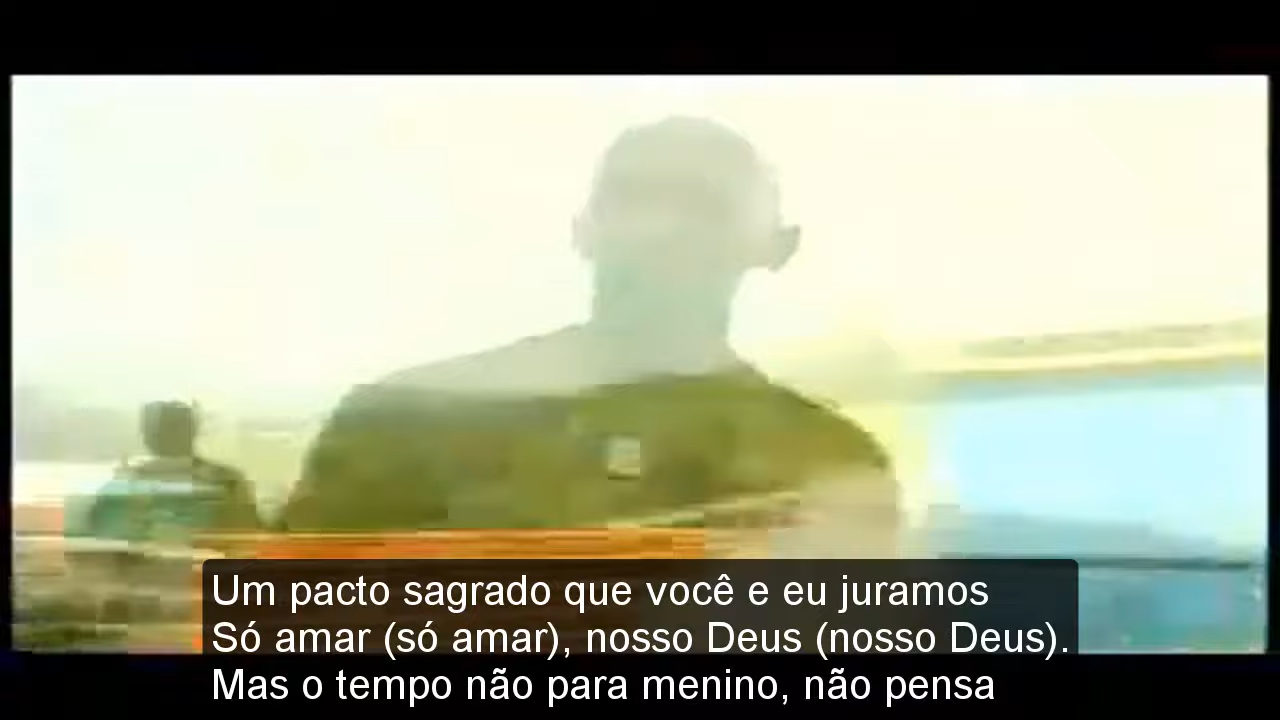 Um pacto sagrado que você e eu juramos
Só amar (só amar), nosso Deus (nosso Deus).
Mas o tempo não para menino, não pensa